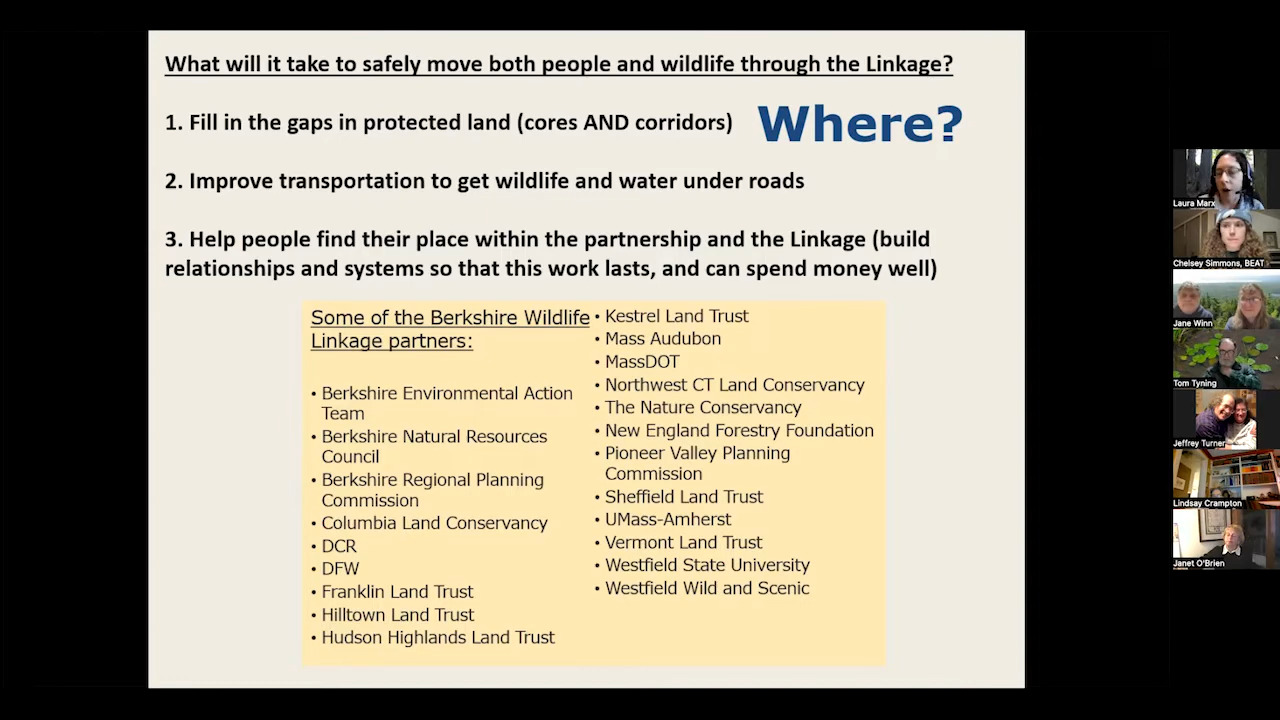 What will it take to safely move both people and wildlife through the Linkage?
1. Fill in the gaps in protected land (cores AND corridors)
Where?
2. Improve transportation to get wildlife and water under roads
3. Help people find their place within the partnership and the Linkage (build
relationships and systems so that this work lasts, and can spend money well)
Some of the Berkshire Wildlife
Linkage partners:
• Berkshire Environmental Action
Team
• Berkshire Natural Resources
Council
• Berkshire Regional Planning
Commission
• Columbia Land Conservancy
• DCR
• DFW
• Franklin Land Trust
• Hilltown Land Trust
• Hudson Highlands Land Trust
• Kestrel Land Trust
• Mass Audubon
• MassDOT
• Northwest CT Land Conservancy
• The Nature Conservancy
• New England Forestry Foundation
• Pioneer Valley Planning
Commission
• Sheffield Land Trust
• UMass-Amherst
• Vermont Land Trust
• Westfield State University
• Westfield Wild and Scenic
Laura Marx
Chelsey Simmons, BEAT
Jane Winn
Tom Tyning
Jeffrey Turner
Lindsay Crampton
Janet O'Brien